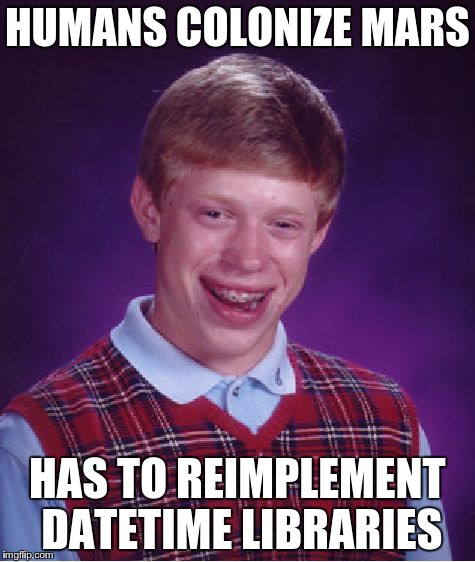 HUMANS COLONIZE MARS
HAS TO REIMPLEMENT
DATETIME LIBRARIES
imgflip.com